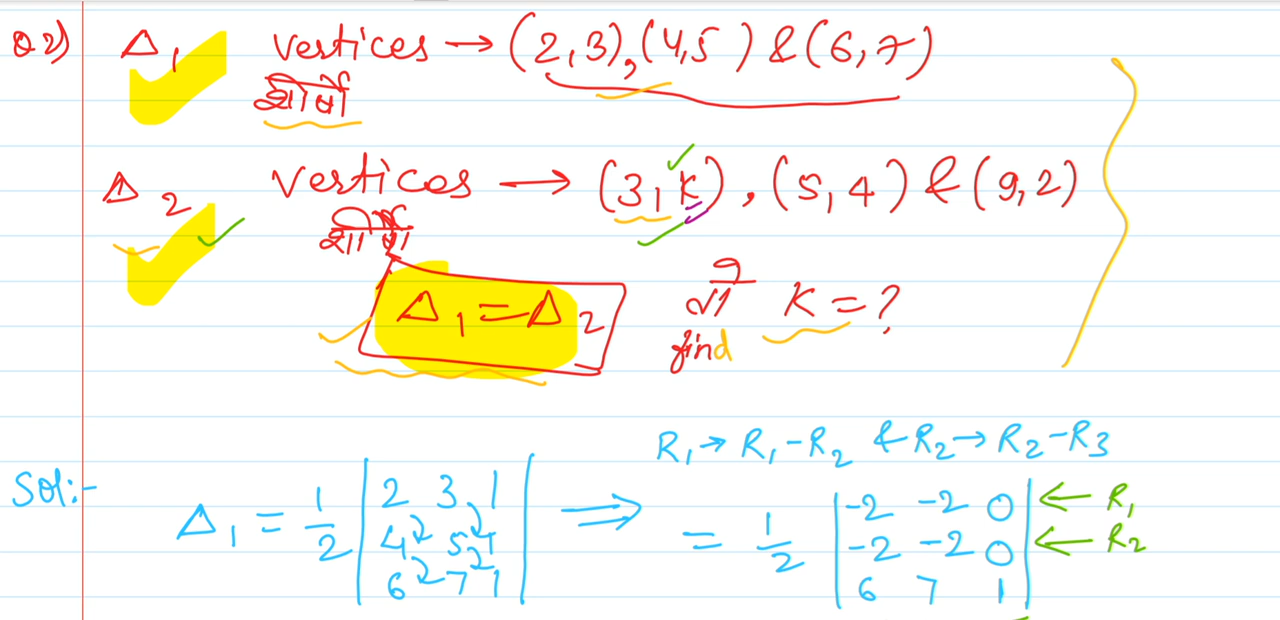 Q2) Δ₁ vertices → (2,3), (4,5) & (6,7)
शीर्ष
Δ₂ vertices → (3,k), (5,4) & (9,2)
शीर्ष
Δ₁ = Δ₂ तो K = ?
find
R₁ → R₁-R₂ & R₂ → R₂-R₃
Sol:- Δ₁ = 1/2 | 2 3 1 | ⟹ = 1/2 | -2 -2 0 | ← R₁
| 4 5 1 | | -2 -2 0 | ← R₂
| 6 7 1 | | 6 7 1 |